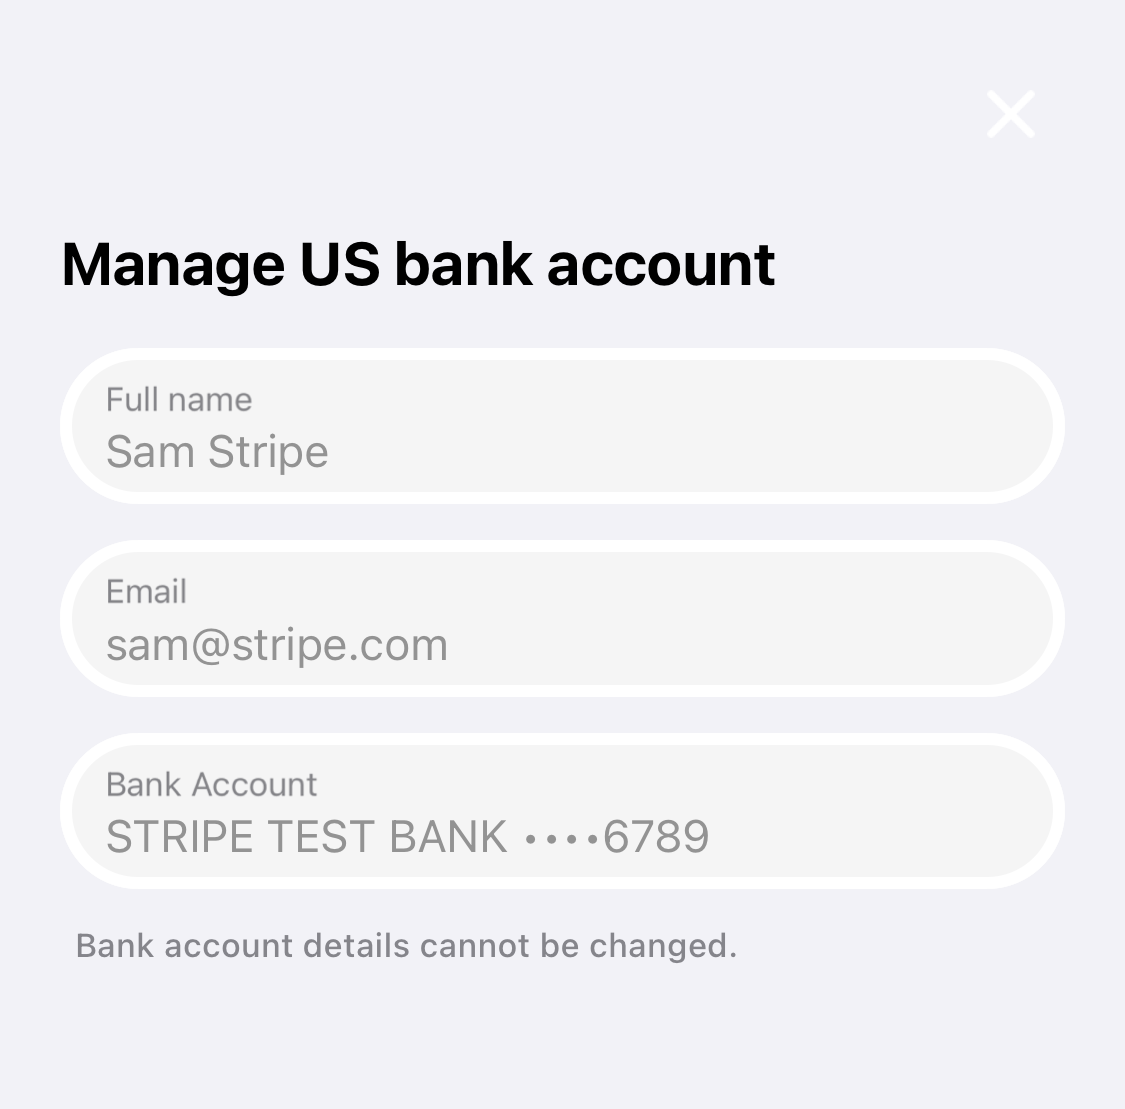 Manage US bank account
Full name
Sam Stripe
Email
sam@stripe.com
Bank Account
STRIPE TEST BANK ••••6789
Bank account details cannot be changed.